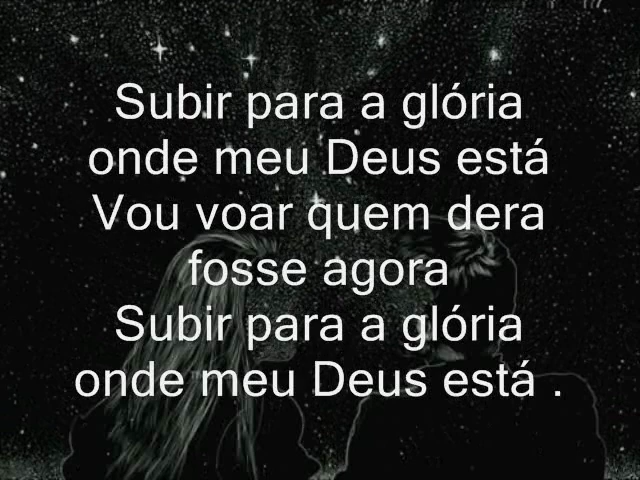 Subir para a glória
onde meu Deus está
Vou voar quem dera
fosse agora
Subir para a glória
onde meu Deus está .